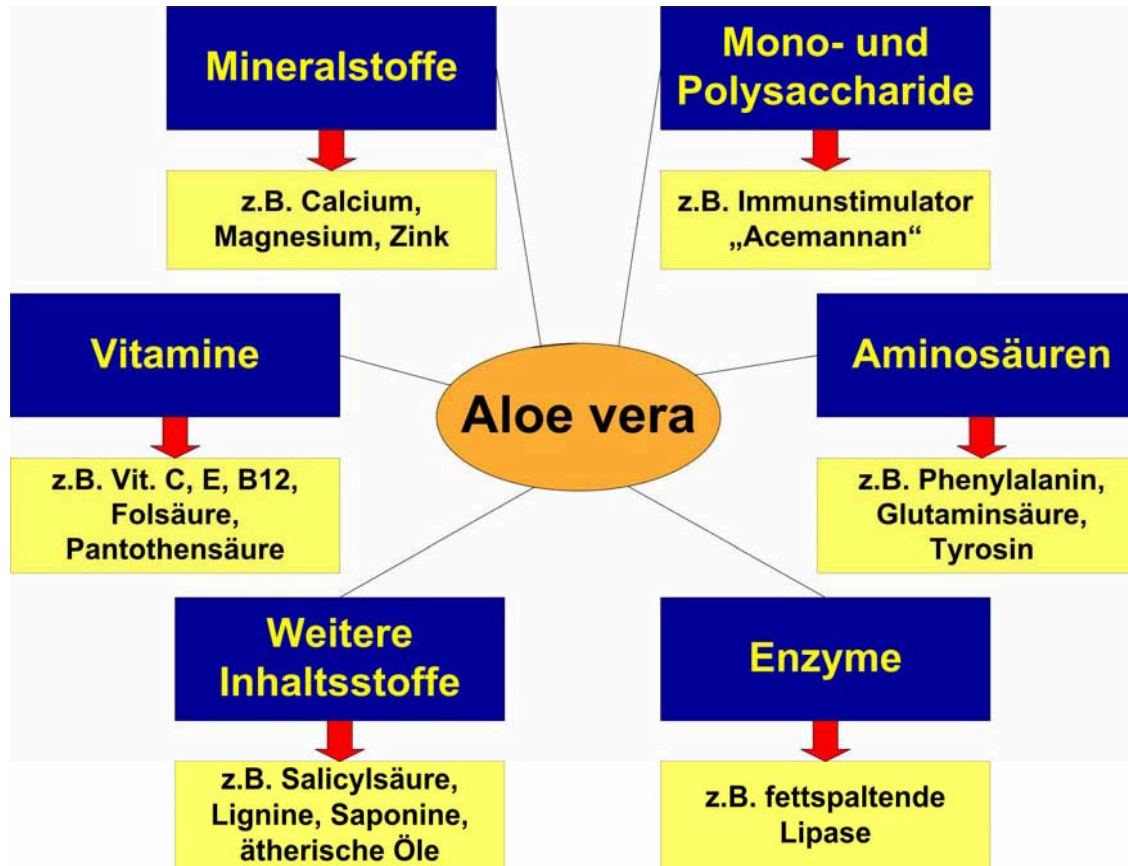 Mineralstoffe
z.B. Calcium,
Magnesium, Zink
Mono- und
Polysaccharide
z.B. Immunstimulator
„Acemannan“
Vitamine
z.B. Vit. C, E, B12,
Folsäure,
Pantothensäure
Aloe vera
Aminosäuren
z.B. Phenylalanin,
Glutaminsäure,
Tyrosin
Weitere
Inhaltsstoffe
z.B. Salicylsäure,
Lignine, Saponine,
ätherische Öle
Enzyme
z.B. fettspaltende
Lipase